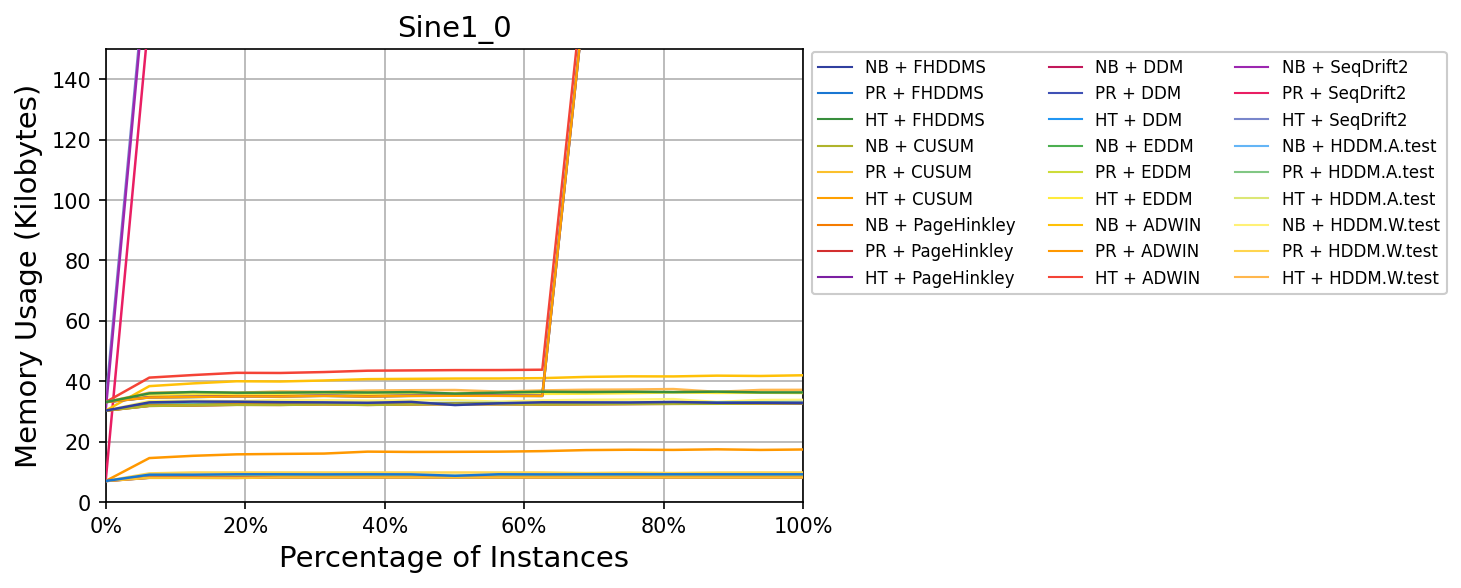 Sine1_0
Memory Usage (Kilobytes)
140
120
100
80
60
40
20
0
0% 20% 40% 60% 80% 100%
Percentage of Instances
NB + FHDDMS
PR + FHDDMS
HT + FHDDMS
NB + CUSUM
PR + CUSUM
HT + CUSUM
NB + PageHinkley
PR + PageHinkley
HT + PageHinkley
NB + DDM
PR + DDM
HT + DDM
NB + EDDM
PR + EDDM
HT + EDDM
NB + ADWIN
PR + ADWIN
HT + ADWIN
NB + SeqDrift2
PR + SeqDrift2
HT + SeqDrift2
NB + HDDM.A.test
PR + HDDM.A.test
HT + HDDM.A.test
NB + HDDM.W.test
PR + HDDM.W.test
HT + HDDM.W.test